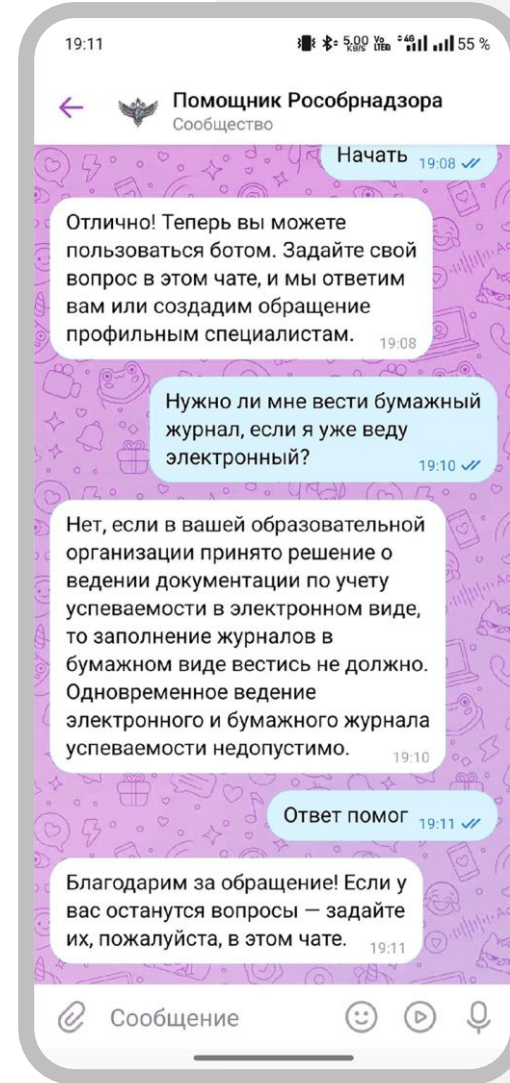 19:11
5,00 KB/S Vo LTE 4G 55 %
Помощник Рособрнадзора
Сообщество
Начать 19:08
Отлично! Теперь вы можете
пользоваться ботом. Задайте свой
вопрос в этом чате, и мы ответим
вам или создадим обращение
профильным специалистам. 19:08
Нужно ли мне вести бумажный
журнал, если я уже веду
электронный? 19:10
Нет, если в вашей образовательной
организации принято решение о
ведении документации по учету
успеваемости в электронном виде,
то заполнение журналов в
бумажном виде вестись не должно.
Одновременное ведение
электронного и бумажного журнала
успеваемости недопустимо. 19:10
Ответ помог 19:11
Благодарим за обращение! Если у
вас останутся вопросы — задайте
их, пожалуйста, в этом чате. 19:11
Сообщение